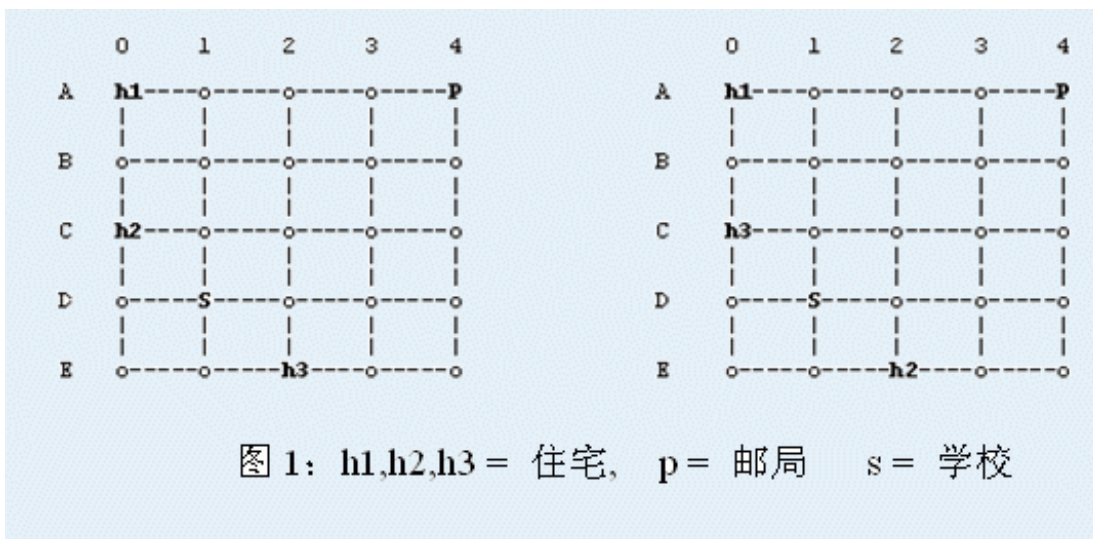 0 1 2 3 4 0 1 2 3 4
A h1----o----o----o----P A h1----o----o----o----P
| | | | | | | | | |
B o----o----o----o----o B o----o----o----o----o
| | | | | | | | | |
C h2----o----o----o----o C h3----o----o----o----o
| | | | | | | | | |
D o----S----o----o----o D o----S----o----o----o
| | | | | | | | | |
E o----o----h3----o----o E o----o----h2----o----o
图 1：h1,h2,h3 = 住宅, p = 邮局 s = 学校